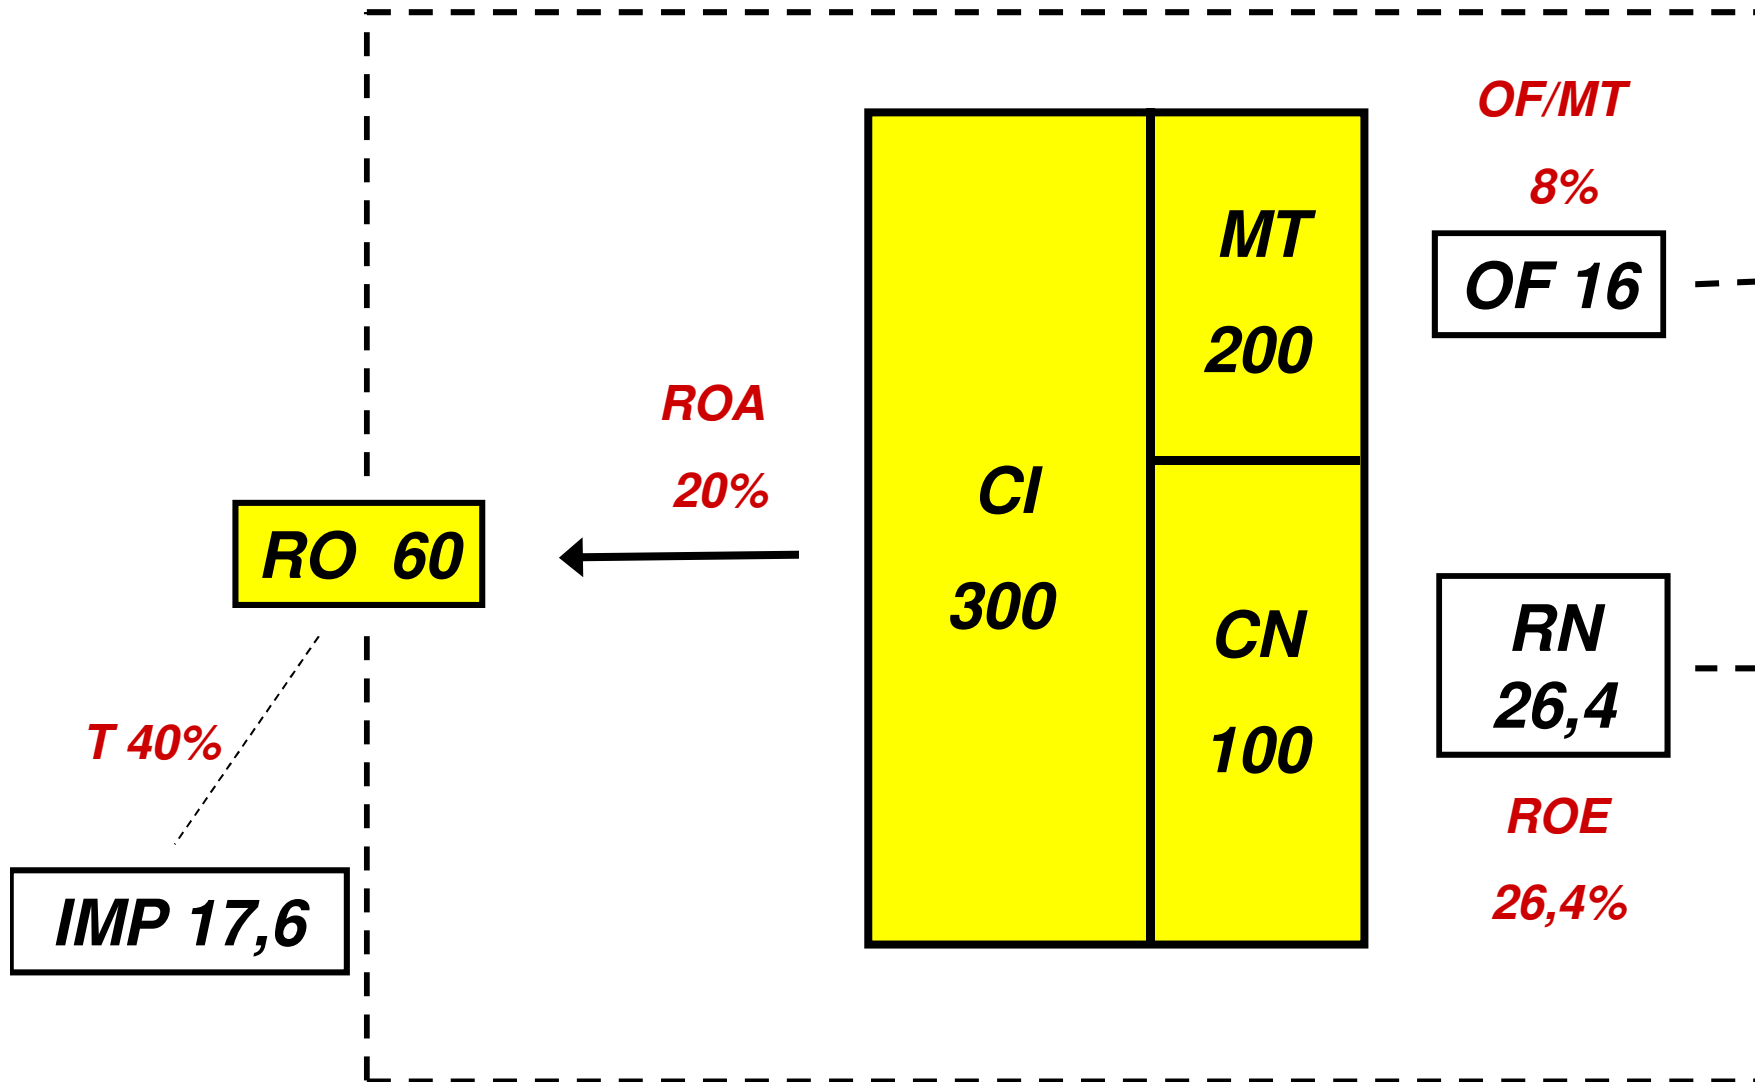 OF/MT
8%
OF 16
MT
200
ROA
20%
CI
300
RO 60
CN
100
RN
26,4
T 40%
ROE
26,4%
IMP 17,6